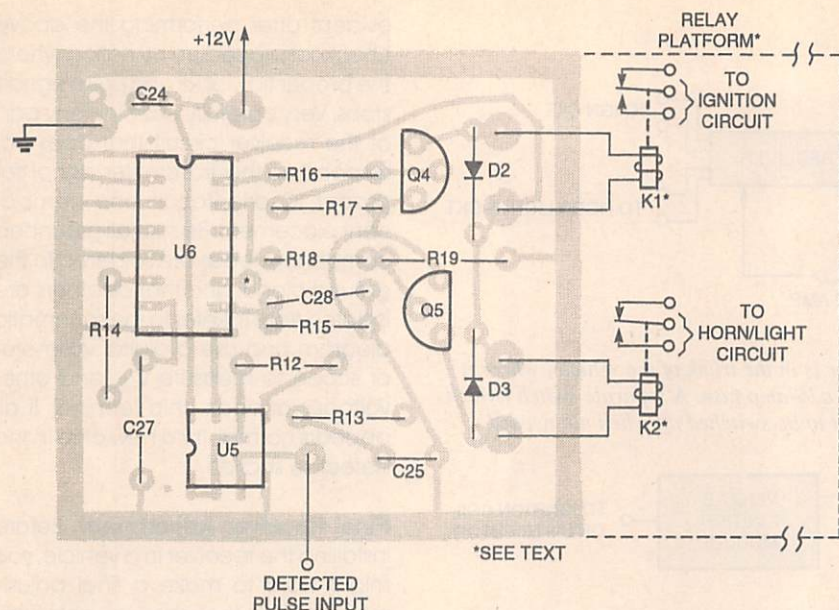 RELAY
PLATFORM*
+12V
C24
TO
IGNITION
CIRCUIT
R16
Q4
D2
R17
K1*
U6
R18
R19
*
C28
Q5
R15
TO
HORN/LIGHT
CIRCUIT
R14
R12
D3
K2*
R13
U5
C27
C25
*SEE TEXT
DETECTED
PULSE INPUT